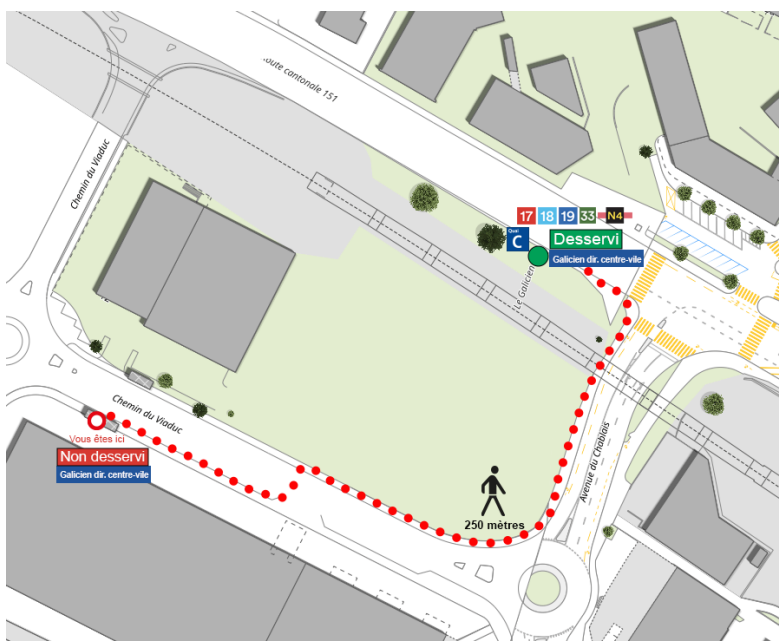 oute cantonale 151
Chemin du Viaduc
17 18 19 33 N4
Quai
C
Desservi
Galicien dir. centre-vile
Le Galicien
Chemin du Viaduc
Vous êtes ici
Non desservi
Galicien dir. centre-vile
Avenue du Chablais
250 mètres